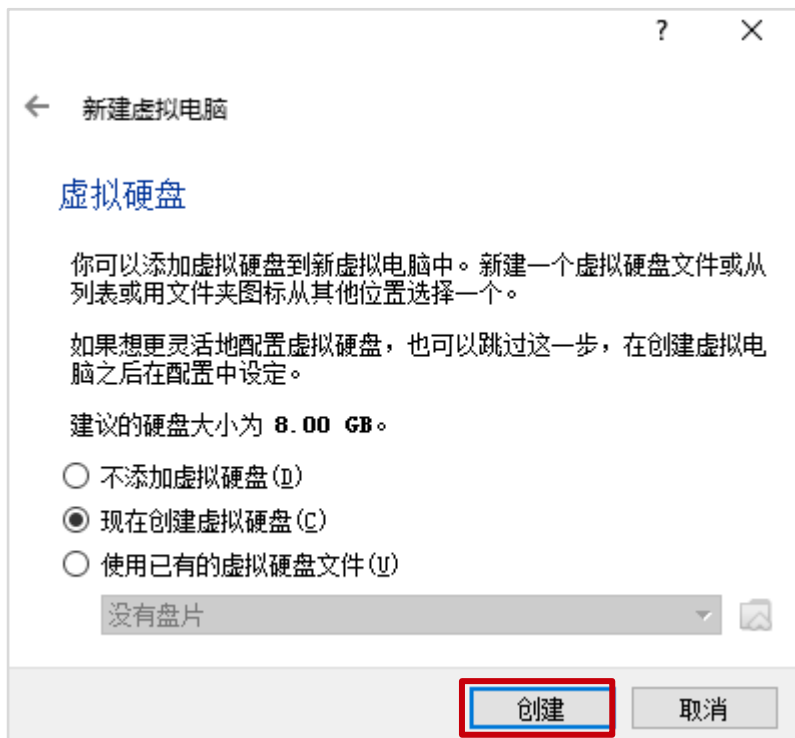 ?
新建虚拟电脑
虚拟硬盘
你可以添加虚拟硬盘到新虚拟电脑中。新建一个虚拟硬盘文件或从
列表或用文件夹图标从其他位置选择一个。
如果想更灵活地配置虚拟硬盘，也可以跳过这一步，在创建虚拟电
脑之后在配置中设定。
建议的硬盘大小为 8.00 GB。
不添加虚拟硬盘(D)
现在创建虚拟硬盘(C)
使用已有的虚拟硬盘文件(U)
没有盘片
创建 取消